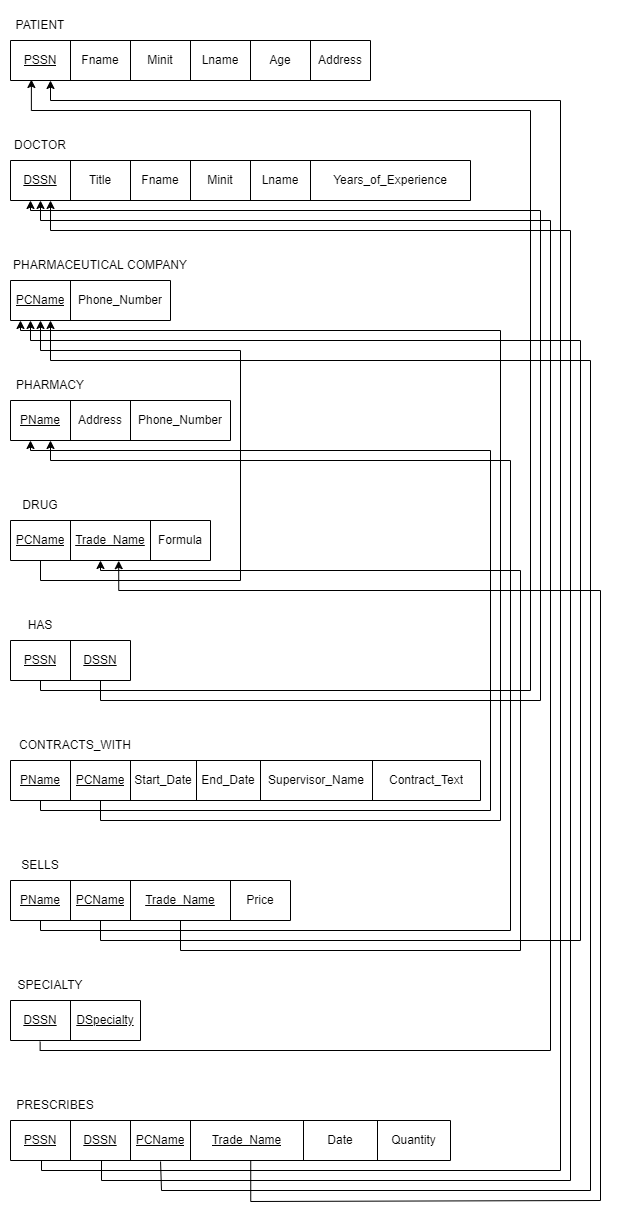 PATIENT
PSSN Fname Minit Lname Age Address
DOCTOR
DSSN Title Fname Minit Lname Years_of_Experience
PHARMACEUTICAL COMPANY
PCName Phone_Number
PHARMACY
PName Address Phone_Number
DRUG
PCName Trade_Name Formula
HAS
PSSN DSSN
CONTRACTS_WITH
PName PCName Start_Date End_Date Supervisor_Name Contract_Text
SELLS
PName PCName Trade_Name Price
SPECIALTY
DSSN DSpecialty
PRESCRIBES
PSSN DSSN PCName Trade_Name Date Quantity